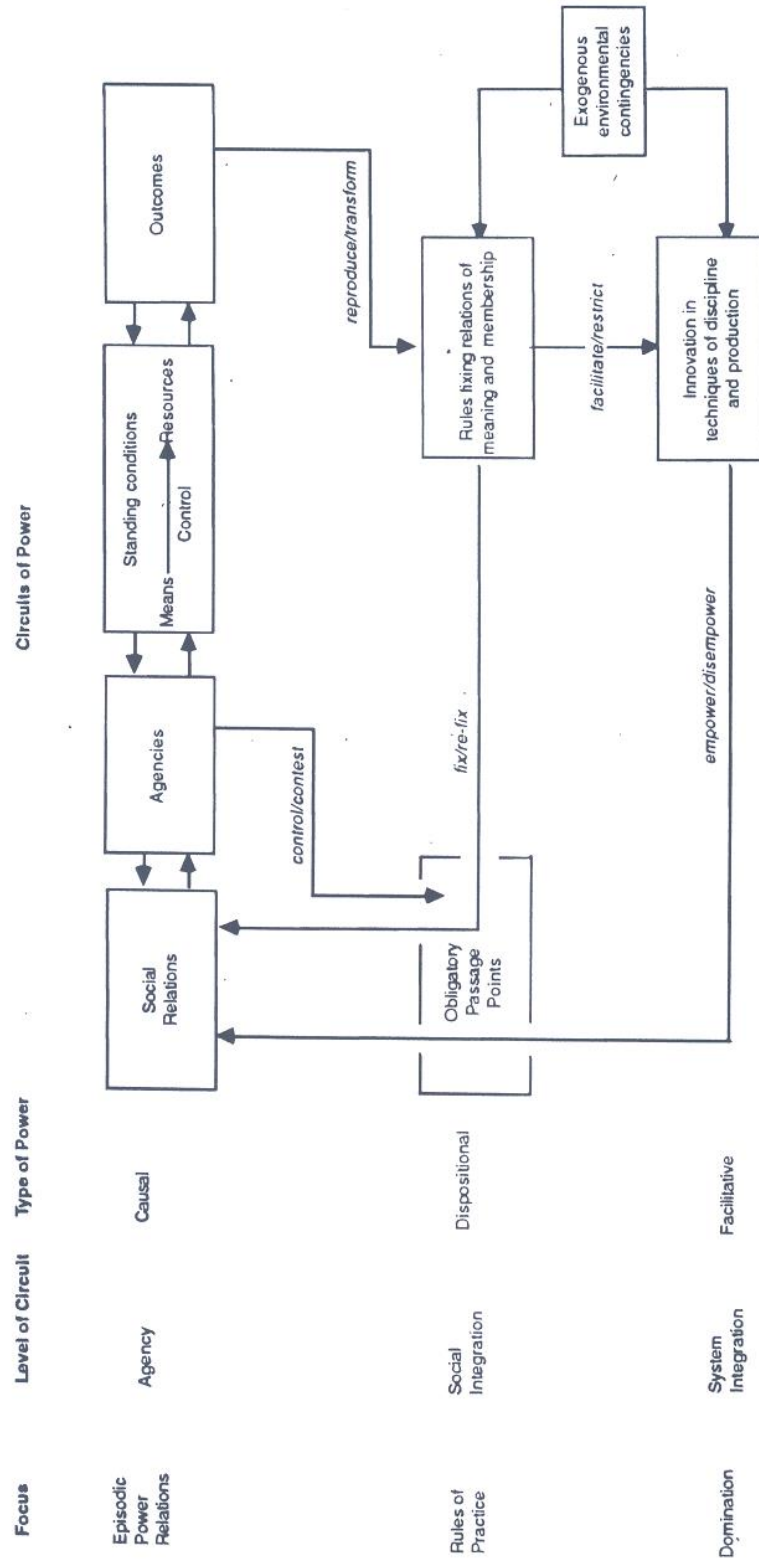 Focus
Level of Circuit
Type of Power
Circuits of Power
Episodic
Power
Relations
Agency
Causal
Social
Relations
Agencies
Standing conditions
Means
Resources
Control
Outcomes
control/contest
reproduce/transform
Rules of
Practice
Social
Integration
Dispositional
Obligatory
Passage
Points
fix/re-fix
Rules fixing relations of
meaning and membership
Exogenous
environmental
contingencies
facilitate/restrict
Domination
System
Integration
Facilitative
empower/disempower
Innovation in
techniques of discipline
and production